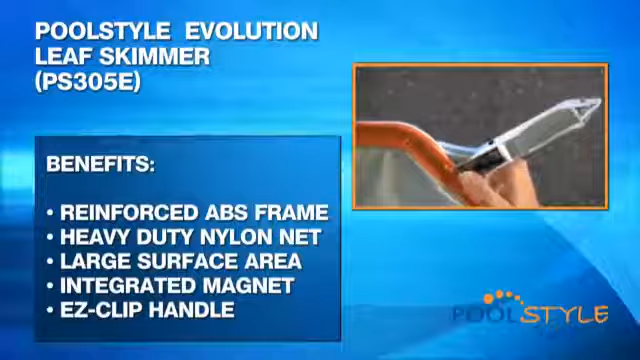 POOLSTYLE EVOLUTION
LEAF SKIMMER
(PS305E)
BENEFITS:
• REINFORCED ABS FRAME
• HEAVY DUTY NYLON NET
• LARGE SURFACE AREA
• INTEGRATED MAGNET
• EZ-CLIP HANDLE
POOLSTYLE